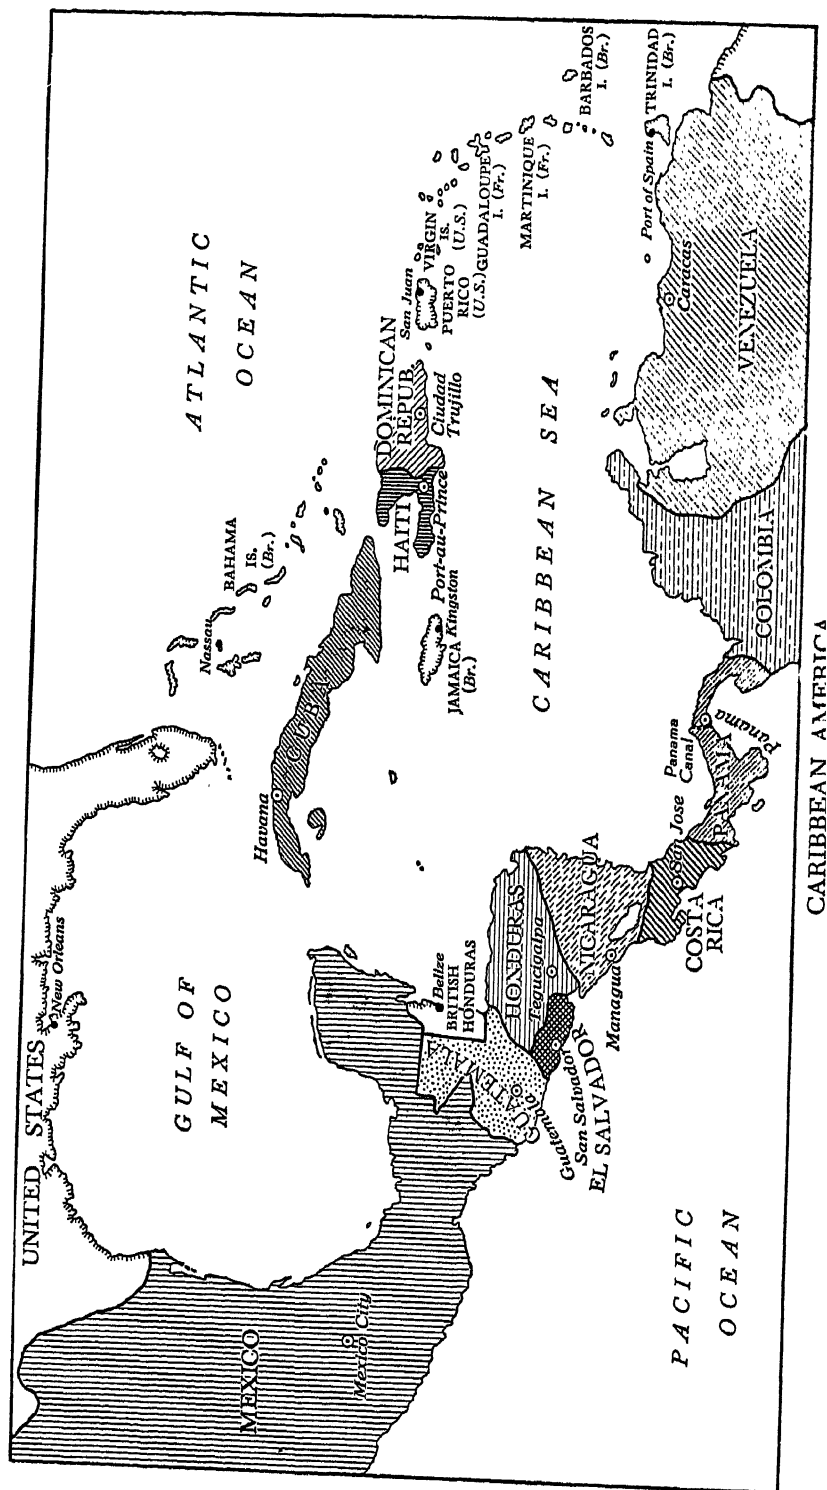 UNITED STATES
New Orleans
GULF OF
MEXICO
MEXICO
Mexico City
ATLANTIC
OCEAN
BAHAMA
IS.
(Br.)
Nassau
Havana
CUBA
HAITI
Port-au-Prince
DOMINICAN
REPUB.
Ciudad
Trujillo
JAMAICA
(Br.)
Kingston
San Juan
PUERTO
RICO
(U.S.)
VIRGIN
IS.
(U.S.)
GUADALOUPE
I. (Fr.)
MARTINIQUE
I. (Fr.)
BARBADOS
I. (Br.)
TRINIDAD
I. (Br.)
Port of Spain
CARIBBEAN SEA
Belize
BRITISH
HONDURAS
GUATEMALA
Guatemala
San Salvador
EL SALVADOR
HONDURAS
Tegucigalpa
NICARAGUA
Managua
COSTA
RICA
San Jose
PANAMA
Panama
Canal
Panama
COLOMBIA
VENEZUELA
Caracas
PACIFIC
OCEAN
CARIBBEAN AMERICA